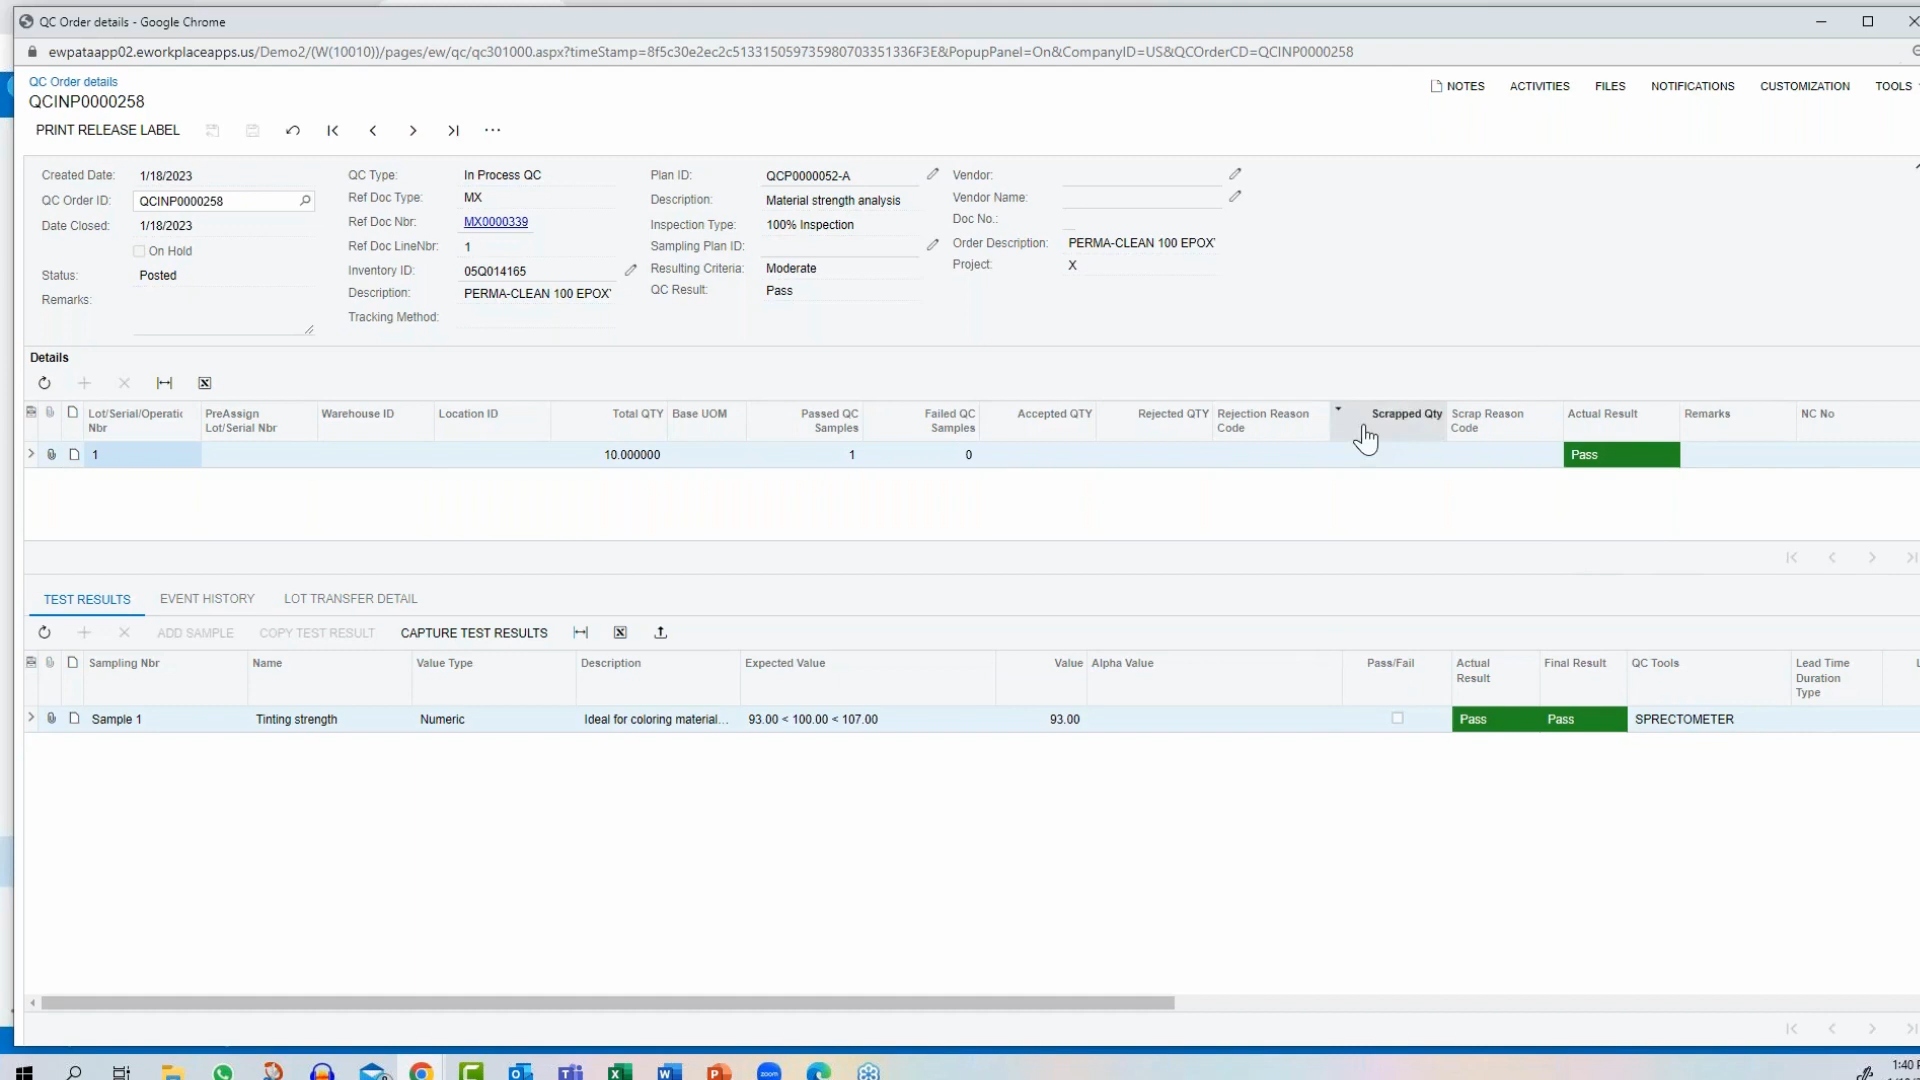 QC Order details - Google Chrome
ewpataapp02.eworkplaceapps.us/Demo2/(W(10010))/pages/ew/qc/qc301000.aspx?timeStamp=8f5c30e2ec2c51331505973598070335​1336F3E&PopupPanel=On&CompanyID=US&QCOrderCD=QCINP0000258
QC Order details
QCINP0000258
NOTES ACTIVITIES FILES NOTIFICATIONS CUSTOMIZATION TOOLS
PRINT RELEASE LABEL
Created Date: 1/18/2023 QC Type: In Process QC Plan ID: QCP0000052-A Vendor:
QC Order ID: QCINP0000258 Ref Doc Type: MX Description: Material strength analysis Vendor Name:
Date Closed: 1/18/2023 Ref Doc Nbr: MX0000339 Inspection Type: 100% Inspection Doc No.:
On Hold Ref Doc LineNbr: 1 Sampling Plan ID: Order Description: PERMA-CLEAN 100 EPOXY
Status: Posted Inventory ID: 05Q014165 Resulting Criteria: Moderate Project: X
Remarks: Description: PERMA-CLEAN 100 EPOXY QC Result: Pass
Tracking Method:
Details
Lot/Serial/Operatic PreAssign Warehouse ID Location ID Total QTY Base UOM Passed QC Failed QC Accepted QTY Rejected QTY Rejection Reason Scrapped Qty Scrap Reason Actual Result Remarks NC No
Nbr Lot/Serial Nbr Samples Samples Code Code
1 10.000000 1 0 Pass
TEST RESULTS EVENT HISTORY LOT TRANSFER DETAIL
ADD SAMPLE COPY TEST RESULT CAPTURE TEST RESULTS
Sampling Nbr Name Value Type Description Expected Value Value Alpha Value Pass/Fail Actual Final Result QC Tools Lead Time
Result Duration
Type
Sample 1 Tinting strength Numeric Ideal for coloring material... 93.00 < 100.00 < 107.00 93.00 Pass Pass SPRECTOMETER
zoom
1:40